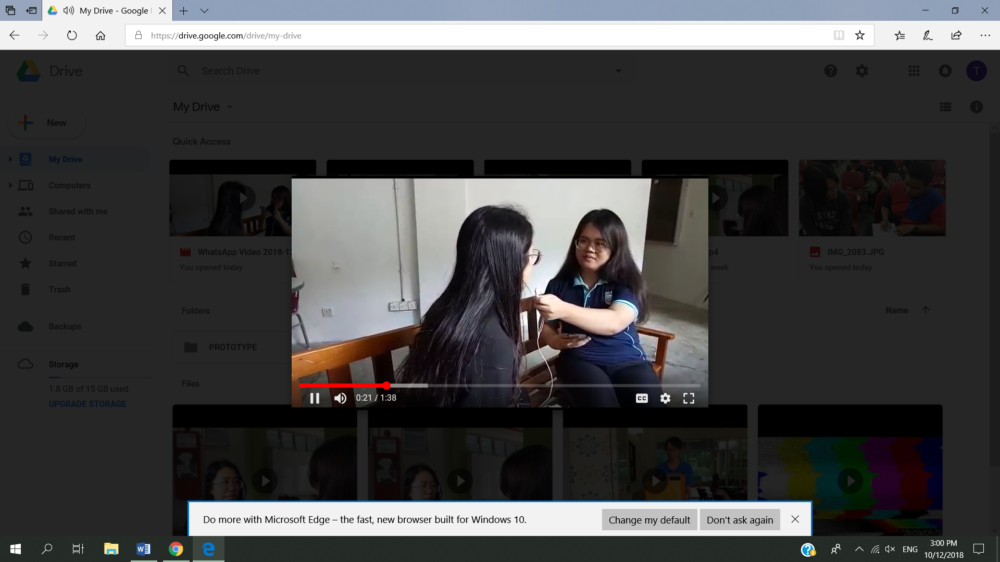 My Drive - Google
https://drive.google.com/drive/my-drive
Drive
Search Drive
T
My Drive
New
Quick Access
My Drive
Computers
Shared with me
Recent
Starred
Trash
Backups
Storage
1.8 GB of 15 GB used
UPGRADE STORAGE
WhatsApp Video 2018-12
You opened today
p4
week
IMG_2083.JPG
You opened today
Folders
Name
PROTOTYPE
Files
0:21 / 1:38
CC
Do more with Microsoft Edge – the fast, new browser built for Windows 10.
Change my default
Don't ask again
ENG
3:00 PM
10/12/2018